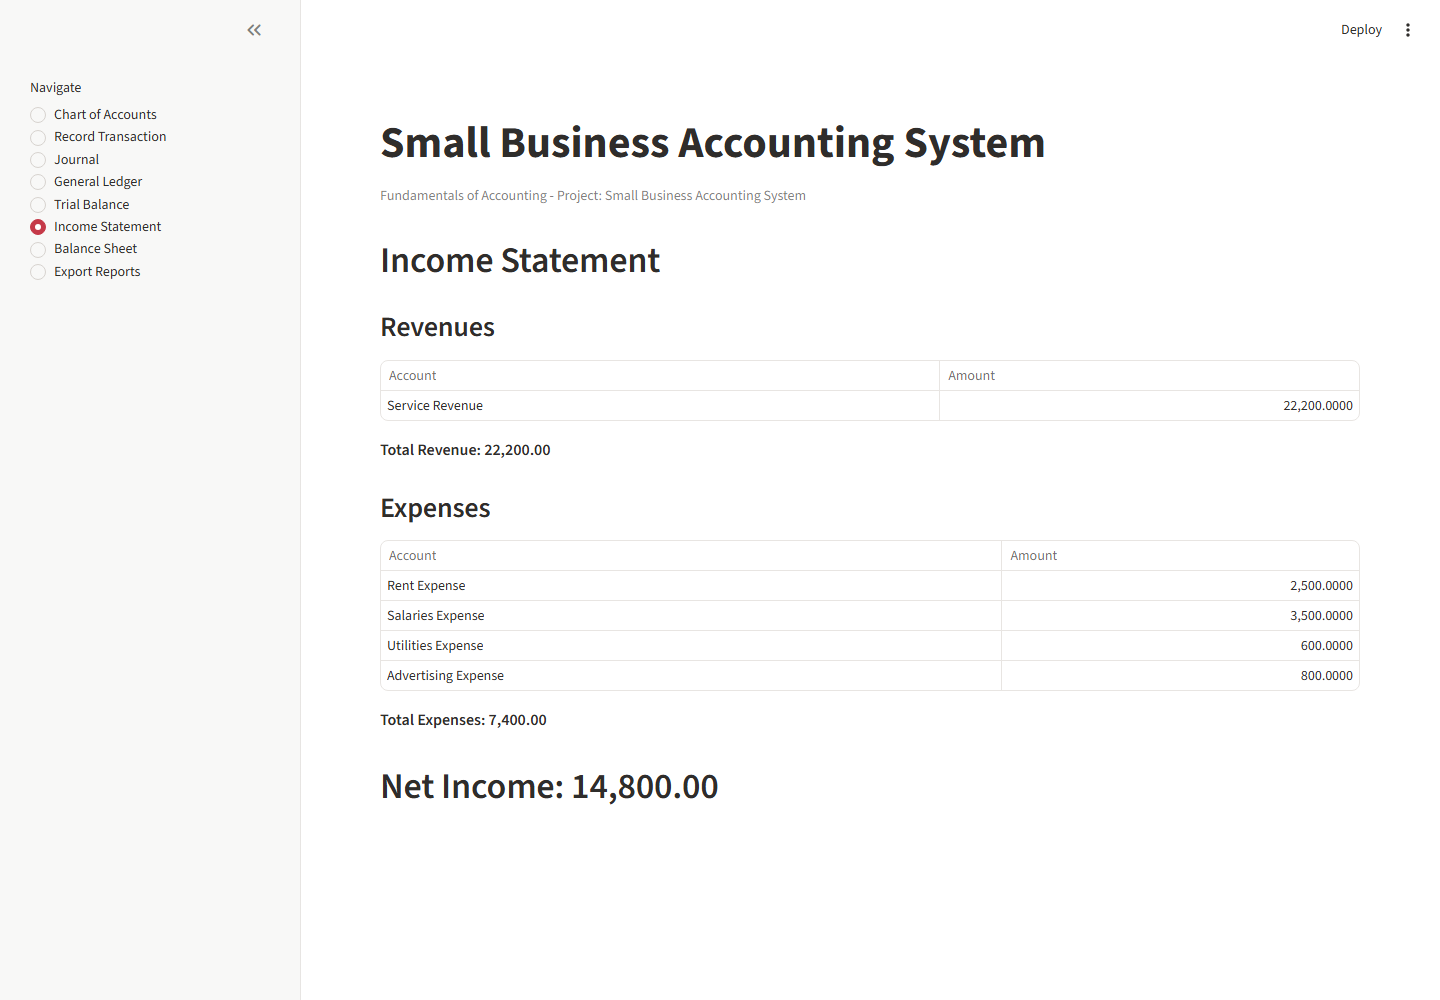 Deploy
Navigate
Chart of Accounts
Record Transaction
Journal
General Ledger
Trial Balance
Income Statement
Balance Sheet
Export Reports
Small Business Accounting System
Fundamentals of Accounting - Project: Small Business Accounting System
Income Statement
Revenues
Account Amount
Service Revenue 22,200.0000
Total Revenue: 22,200.00
Expenses
Account Amount
Rent Expense 2,500.0000
Salaries Expense 3,500.0000
Utilities Expense 600.0000
Advertising Expense 800.0000
Total Expenses: 7,400.00
Net Income: 14,800.00